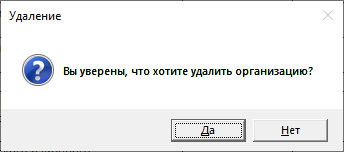 Удаление
Вы уверены, что хотите удалить организацию?
Да
Нет